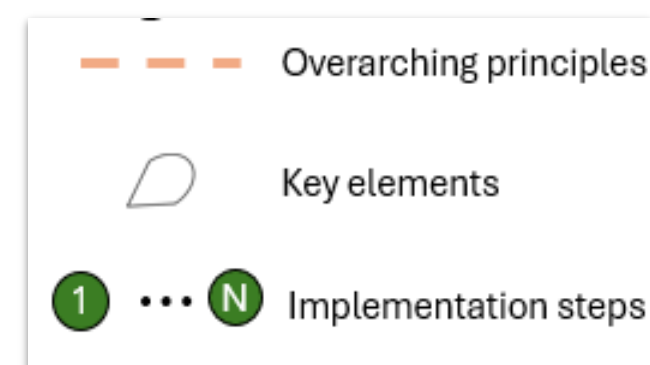 Overarching principles
Key elements
1 ... N Implementation steps